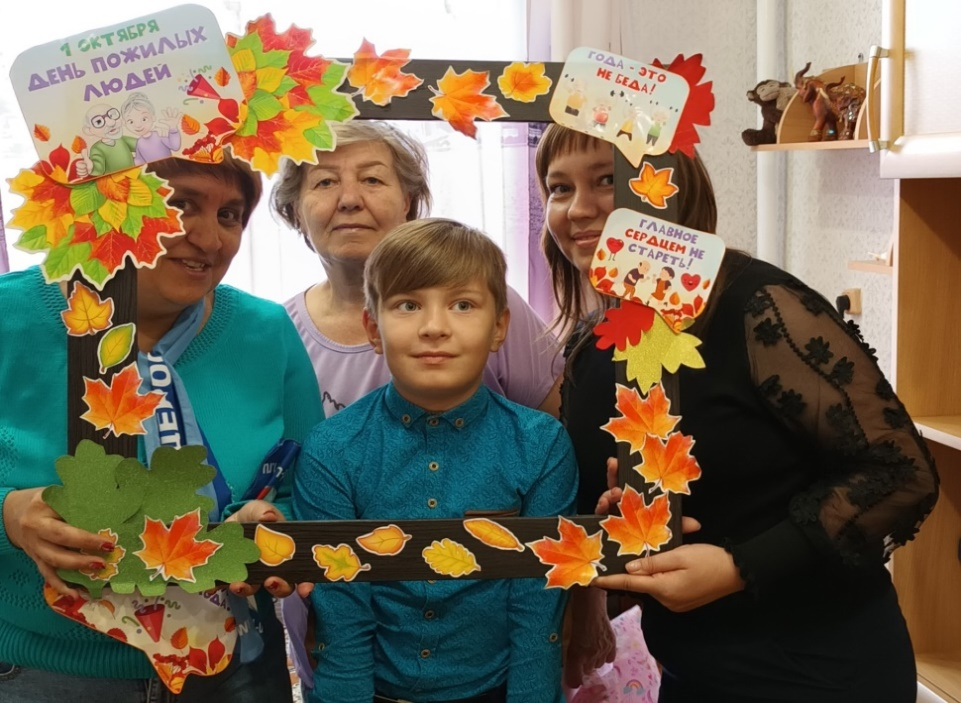 1 ОКТЯБРЯ
ДЕНЬ ПОЖИЛЫХ
ЛЮДЕЙ
ГОДА - ЭТО
НЕ БЕДА!
ГЛАВНОЕ
СЕРДЦЕМ НЕ
СТАРЕТЬ!